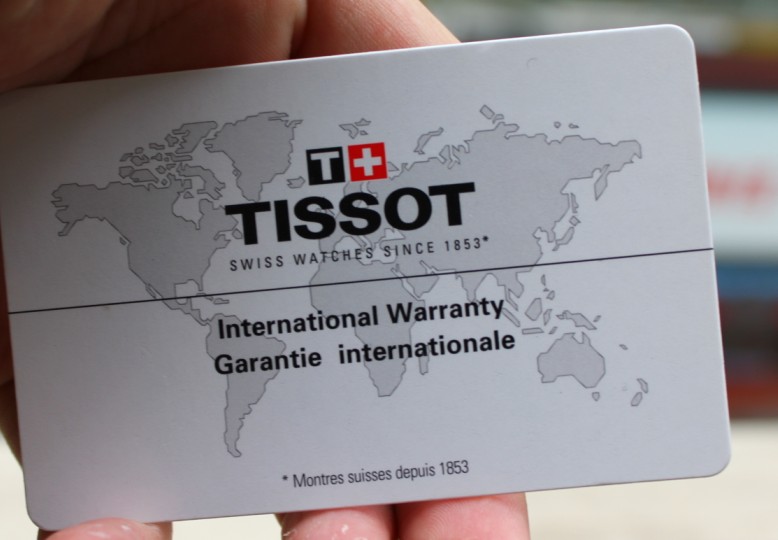 T+
TISSOT
SWISS WATCHES SINCE 1853*
International Warranty
Garantie internationale
* Montres suisses depuis 1853